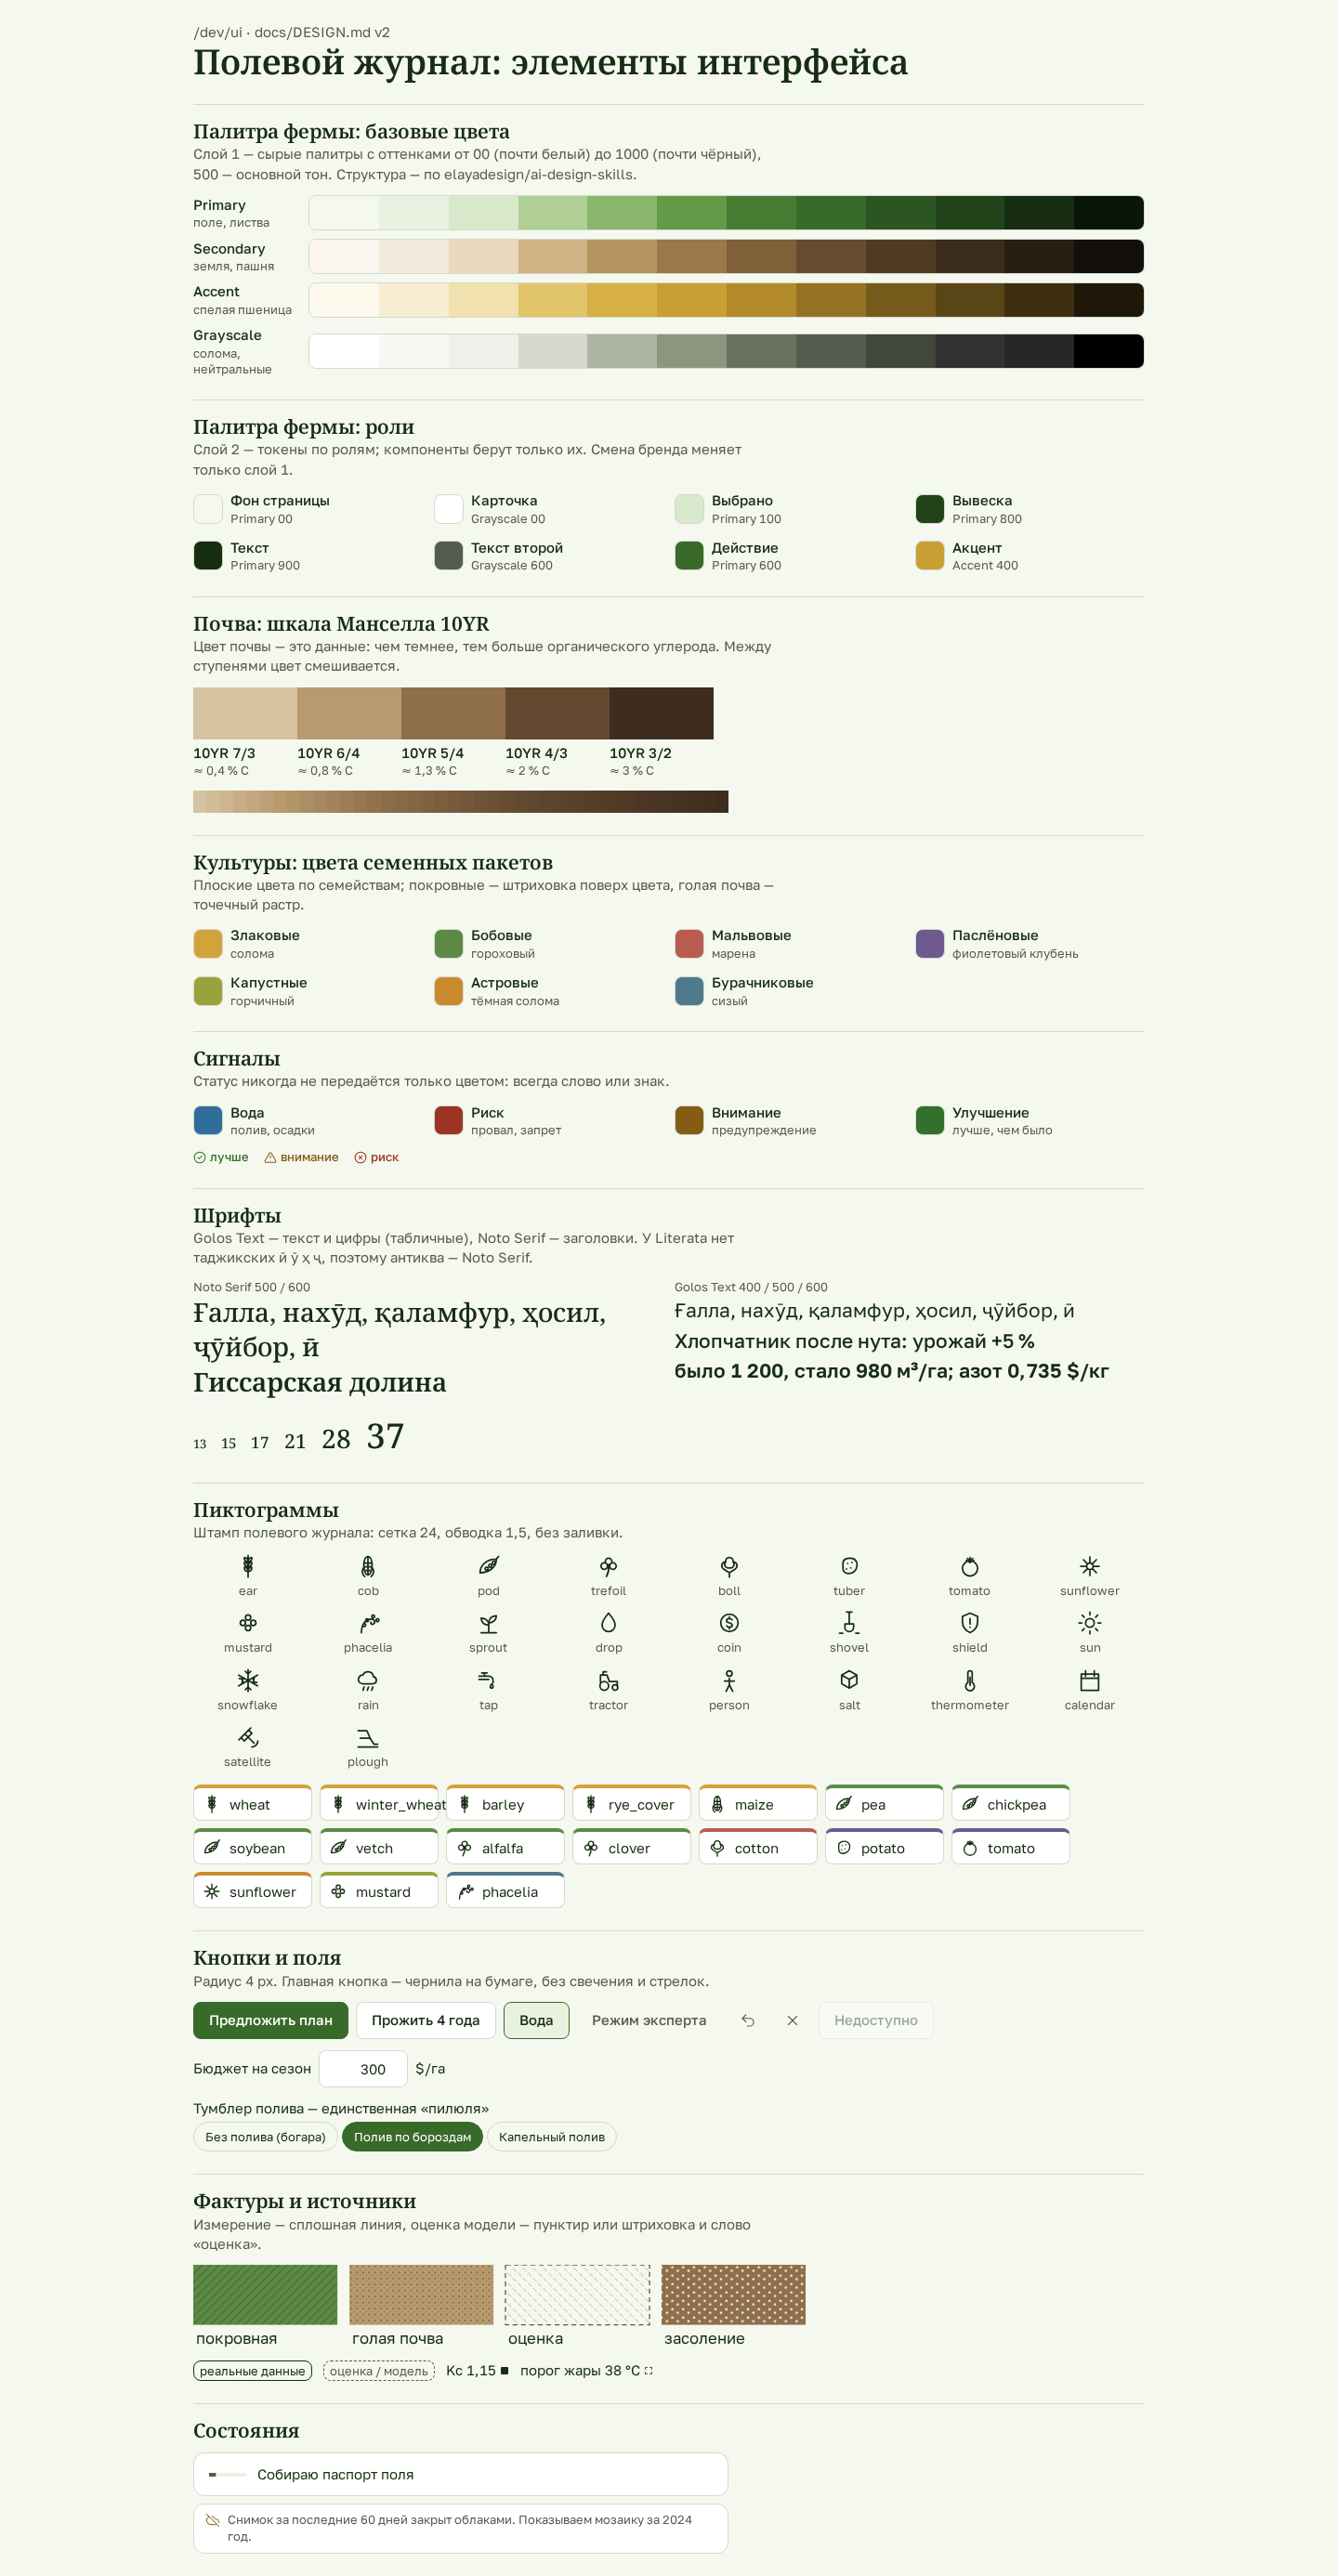 /dev/ui · docs/DESIGN.md v2
Полевой журнал: элементы интерфейса
Палитра фермы: базовые цвета
Слой 1 — сырые палитры с оттенками от 00 (почти белый) до 1000 (почти чёрный),
500 — основной тон. Структура — по elayadesign/ai-design-skills.
Primary
поле, листва
Secondary
земля, пашня
Accent
спелая пшеница
Grayscale
солома,
нейтральные
Палитра фермы: роли
Слой 2 — токены по ролям; компоненты берут только их. Смена бренда меняет
только слой 1.
Фон страницы
Primary 00
Карточка
Grayscale 00
Выбрано
Primary 100
Вывеска
Primary 800
Текст
Primary 900
Текст второй
Grayscale 600
Действие
Primary 600
Акцент
Accent 400
Почва: шкала Манселла 10YR
Цвет почвы — это данные: чем темнее, тем больше органического углерода. Между
ступенями цвет смешивается.
10YR 7/3 10YR 6/4 10YR 5/4 10YR 4/3 10YR 3/2
≈ 0,4 % C ≈ 0,8 % C ≈ 1,3 % C ≈ 2 % C ≈ 3 % C
Культуры: цвета семенных пакетов
Плоские цвета по семействам; покровные — штриховка поверх цвета, голая почва —
точечный растр.
Злаковые
солома
Бобовые
гороховый
Мальвовые
марена
Паслёновые
фиолетовый клубень
Капустные
горчичный
Астровые
тёмная солома
Бурачниковые
сизый
Сигналы
Статус никогда не передаётся только цветом: всегда слово или знак.
Вода
полив, осадки
Риск
провал, запрет
Внимание
предупреждение
Улучшение
лучше, чем было
лучше внимание риск
Шрифты
Golos Text — текст и цифры (табличные), Noto Serif — заголовки. У Literata нет
таджикских ӣ ӯ ҳ ҷ, поэтому антиква — Noto Serif.
Noto Serif 500 / 600
Ғалла, нахӯд, қаламфур, ҳосил,
ҷӯйбор, ӣ
Гиссарская долина
Golos Text 400 / 500 / 600
Ғалла, нахӯд, қаламфур, ҳосил, ҷӯйбор, ӣ
Хлопчатник после нута: урожай +5 %
было 1 200, стало 980 м³/га; азот 0,735 $/кг
13 15 17 21 28 37
Пиктограммы
Штамп полевого журнала: сетка 24, обводка 1,5, без заливки.
ear cob pod trefoil boll tuber tomato sunflower
mustard phacelia sprout drop coin shovel shield sun
snowflake rain tap tractor person salt thermometer calendar
satellite plough
wheat winter_wheat barley rye_cover maize pea chickpea
soybean vetch alfalfa clover cotton potato tomato
sunflower mustard phacelia
Кнопки и поля
Радиус 4 px. Главная кнопка — чернила на бумаге, без свечения и стрелок.
Предложить план Прожить 4 года Вода Режим эксперта Недоступно
Бюджет на сезон 300 $/га
Тумблер полива — единственная «пилюля»
Без полива (богара) Полив по бороздам Капельный полив
Фактуры и источники
Измерение — сплошная линия, оценка модели — пунктир или штриховка и слово
«оценка».
покровная голая почва оценка засоление
реальные данные оценка / модель Кс 1,15 порог жары 38 °C
Состояния
Собираю паспорт поля
Снимок за последние 60 дней закрыт облаками. Показываем мозаику за 2024
год.